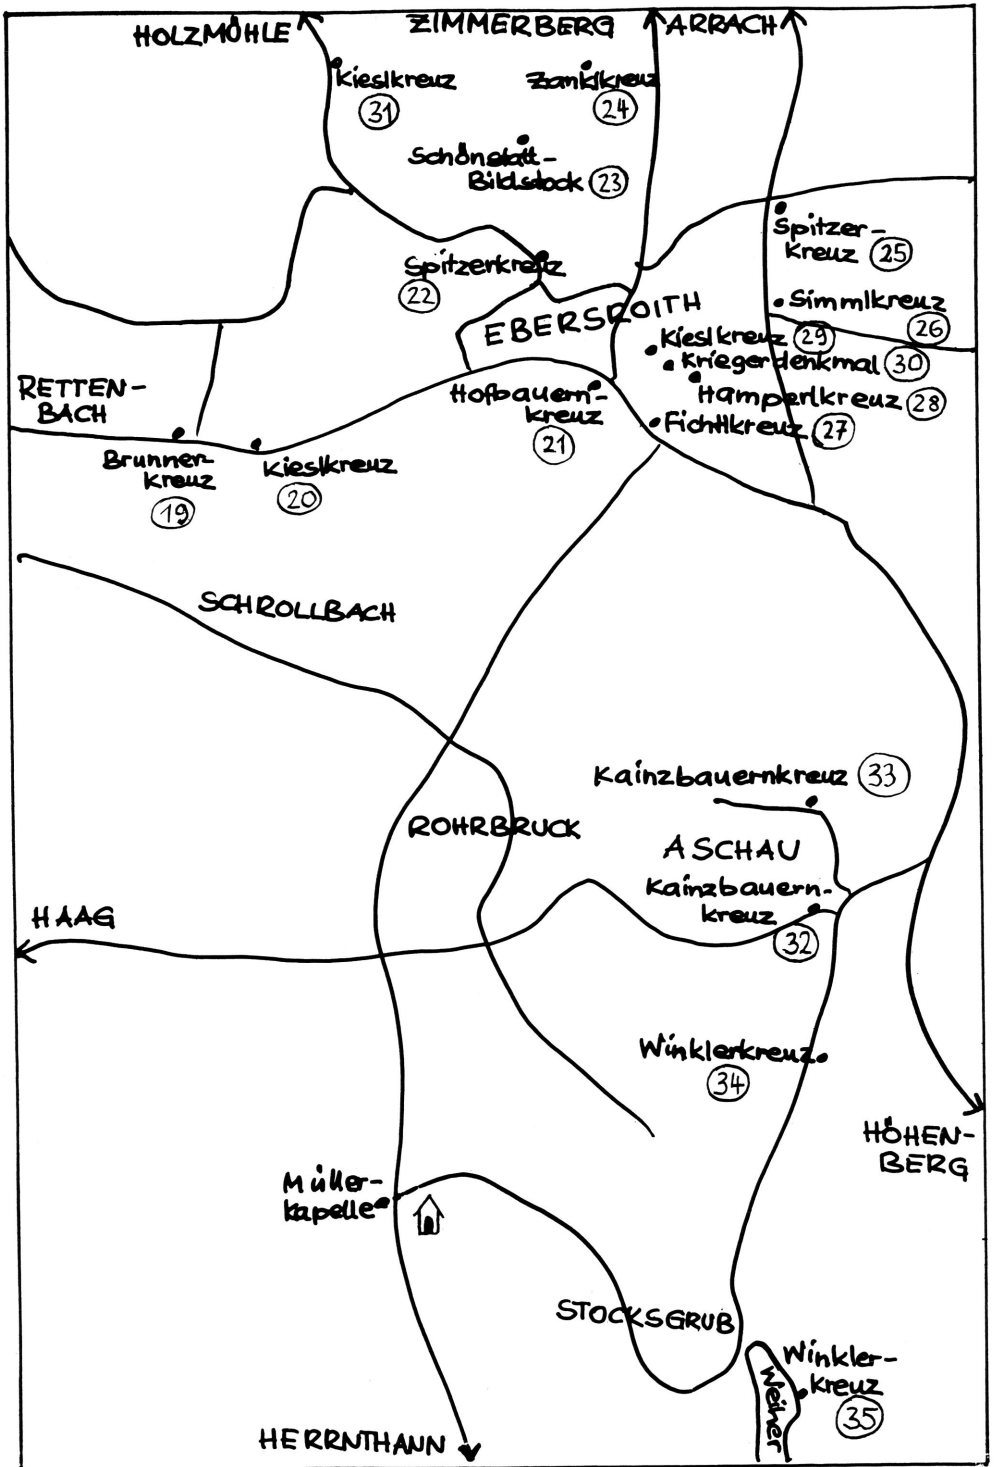 HOLZMÜHLE
ZIMMERBERG
ARRACH
Kieslkreuz
31
Zanklkreuz
24
Schönstatt-
Bildstock 23
Spitzerkreuz
22
Spitzer-
kreuz 25
EBERSROITH
Simmlkreuz
26
Kieslkreuz 29
Kriegerdenkmal 30
Hamperlkreuz 28
Fichtlkreuz 27
Hofbauern-
kreuz
21
RETTEN-
BACH
Brunner-
kreuz
19
Kieslkreuz
20
SCHROLLBACH
Kainzbauernkreuz 33
ROHRBRUCK
ASCHAU
Kainzbauern-
kreuz
32
HAAG
Winklerkreuz
34
HÖHEN-
BERG
Müller-
kapelle
STOCKSGRUB
Winkler-
kreuz
35
Weiher
HERRNTHANN